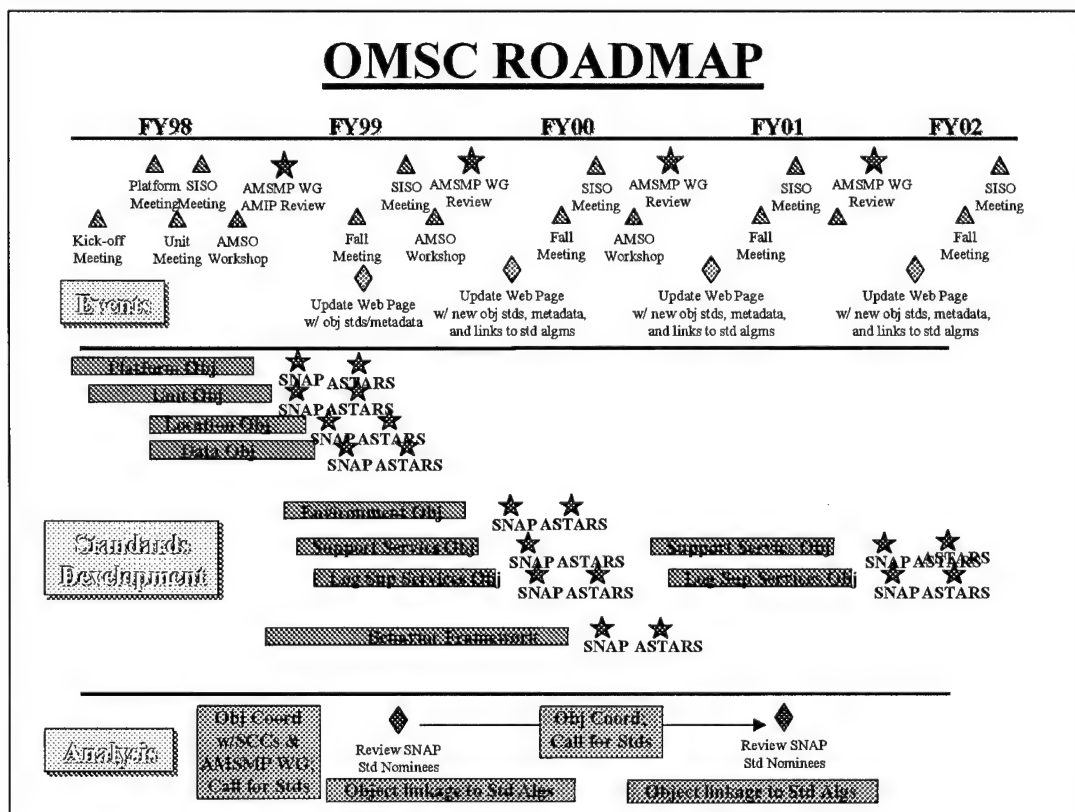 OMSC ROADMAP
FY98 FY99 FY00 FY01 FY02
Platform SISO AMSMP WG SISO AMSMP WG SISO AMSMP WG SISO AMSMP WG SISO
Meeting Meeting AMIP Review Meeting Review Meeting Review Meeting Review Meeting
Kick-off Unit AMSO Fall AMSO Fall AMSO Fall Fall
Meeting Meeting Workshop Meeting Workshop Meeting Workshop Meeting Meeting
Events
Update Web Page Update Web Page Update Web Page Update Web Page
w/ obj stds/metadata w/ new obj stds, metadata, w/ new obj stds, metadata, w/ new obj stds, metadata,
and links to std algms and links to std algms and links to std algms
Platform Obj
SNAP ASTARS
Unit Obj
SNAP ASTARS
Location Obj
SNAP ASTARS
Data Obj
SNAP ASTARS
Environment Obj
SNAP ASTARS
Standards
Development
Support Service Obj SNAP ASTARS Support Service Obj SNAP ASTARS
Log Sup Services Obj SNAP ASTARS Log Sup Services Obj SNAP ASTARS
Behavior Framework
SNAP ASTARS
Analysis
Obj Coord
w/SCCs &
AMSMP WG:
Call for Stds
Review SNAP
Std Nominees
Obj Coord,
Call for Stds
Review SNAP
Std Nominees
Object linkage to Std Algs Object linkage to Std Algs